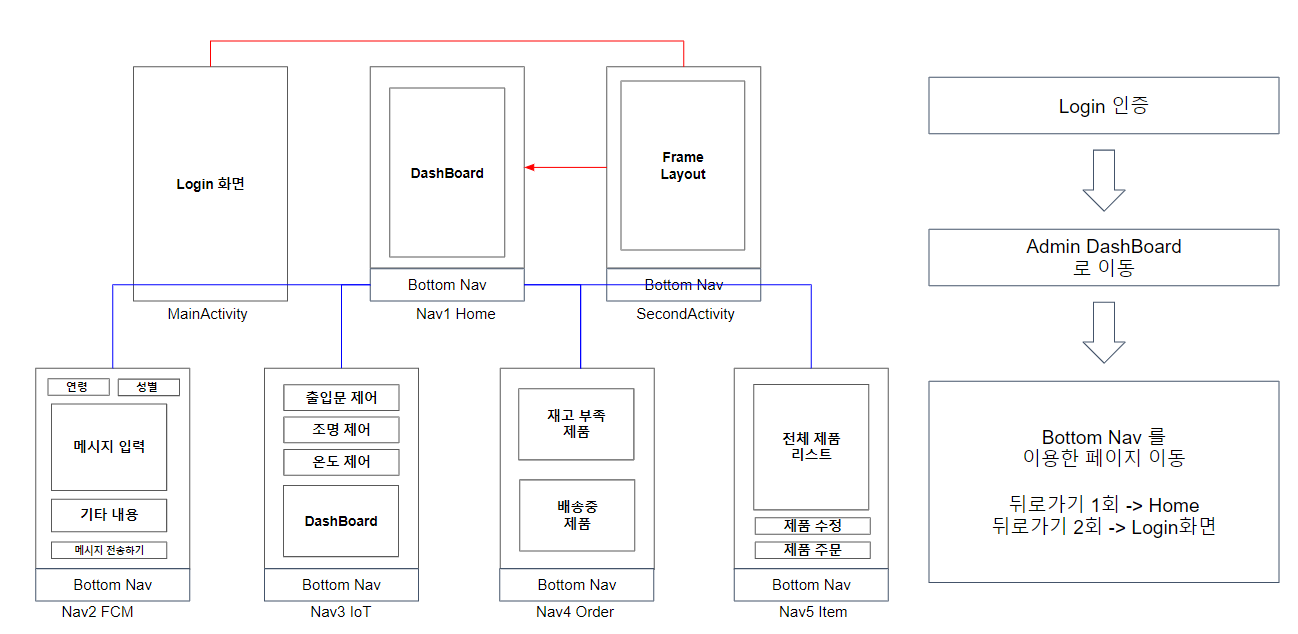 Login 화면
MainActivity
DashBoard
Bottom Nav
Nav1 Home
Frame
Layout
Bottom Nav
SecondActivity
연령
성별
메시지 입력
기타 내용
메시지 전송하기
Bottom Nav
Nav2 FCM
출입문 제어
조명 제어
온도 제어
DashBoard
Bottom Nav
Nav3 IoT
재고 부족
제품
배송중
제품
Bottom Nav
Nav4 Order
전체 제품
리스트
제품 수정
제품 주문
Bottom Nav
Nav5 Item
Login 인증
Admin DashBoard
로 이동
Bottom Nav 를
이용한 페이지 이동
뒤로가기 1회 -> Home
뒤로가기 2회 -> Login화면